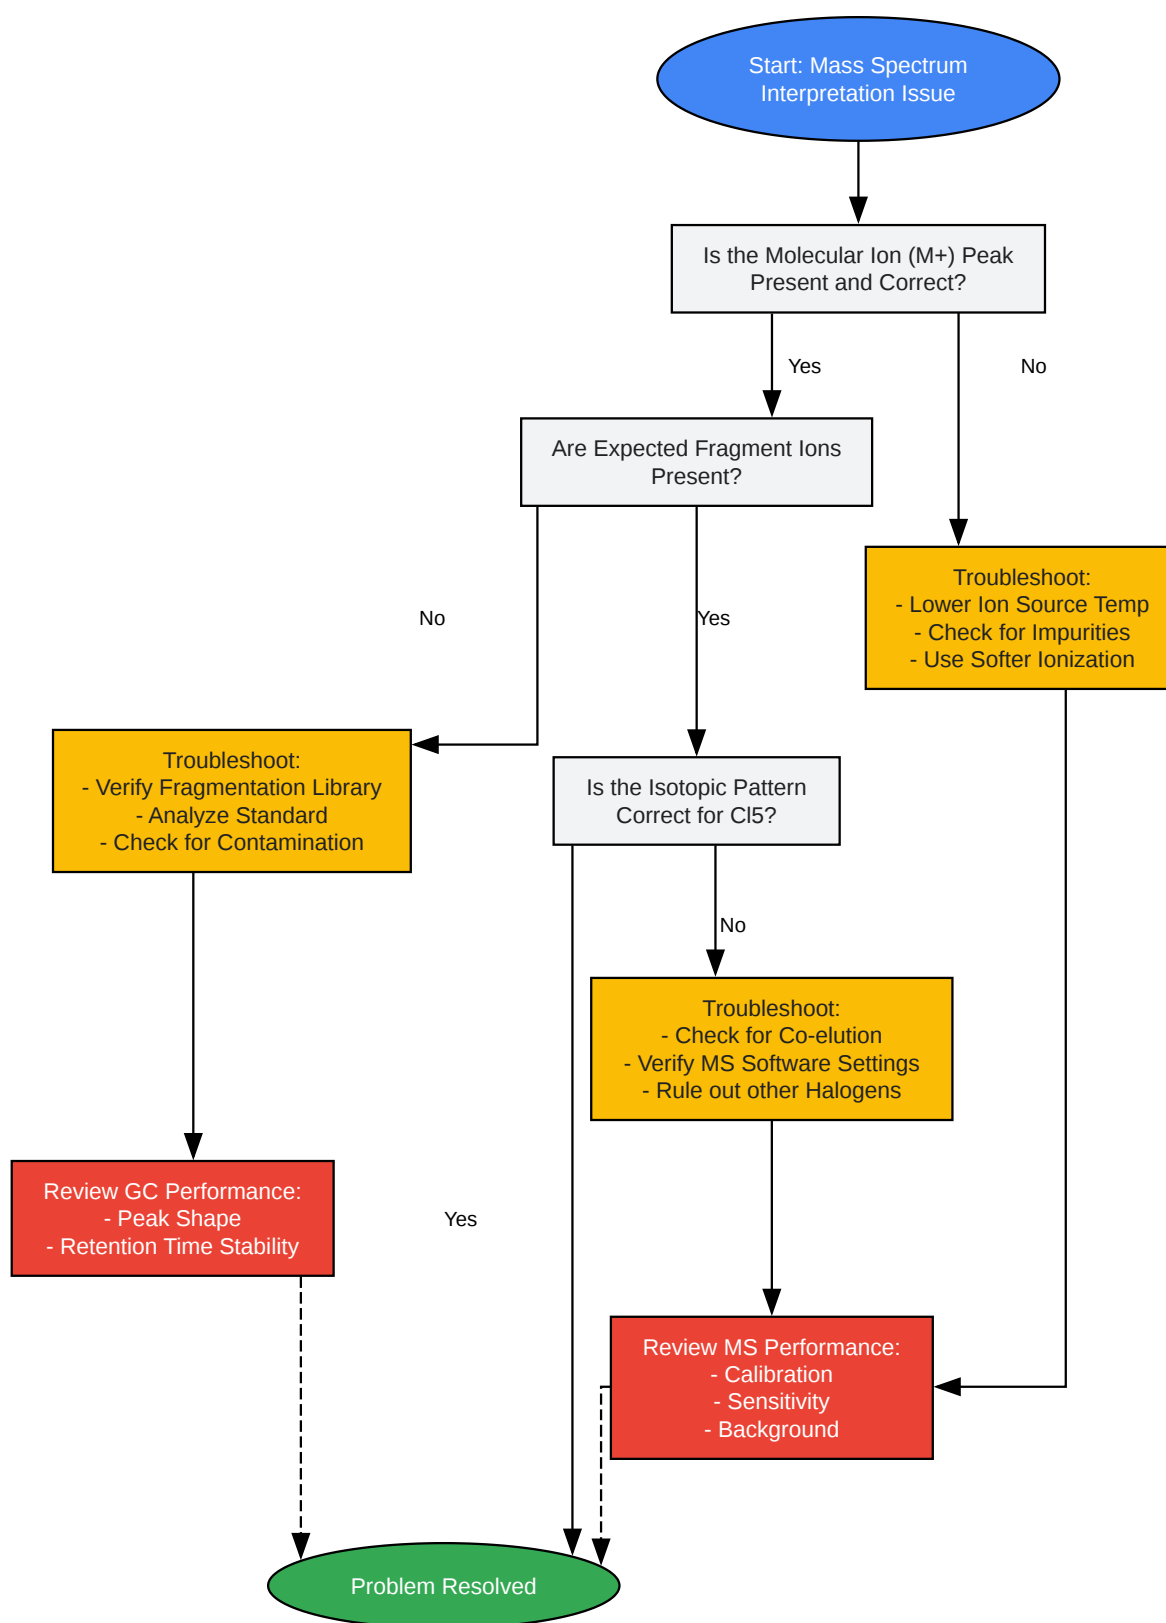 Start: Mass Spectrum
Interpretation Issue
Is the Molecular Ion (M+) Peak
Present and Correct?
Yes
No
Are Expected Fragment Ions
Present?
Troubleshoot:
- Lower Ion Source Temp
- Check for Impurities
- Use Softer Ionization
No
Yes
Troubleshoot:
- Verify Fragmentation Library
- Analyze Standard
- Check for Contamination
Is the Isotopic Pattern
Correct for Cl5?
No
Troubleshoot:
- Check for Co-elution
- Verify MS Software Settings
- Rule out other Halogens
Review GC Performance:
- Peak Shape
- Retention Time Stability
Yes
Review MS Performance:
- Calibration
- Sensitivity
- Background
Problem Resolved